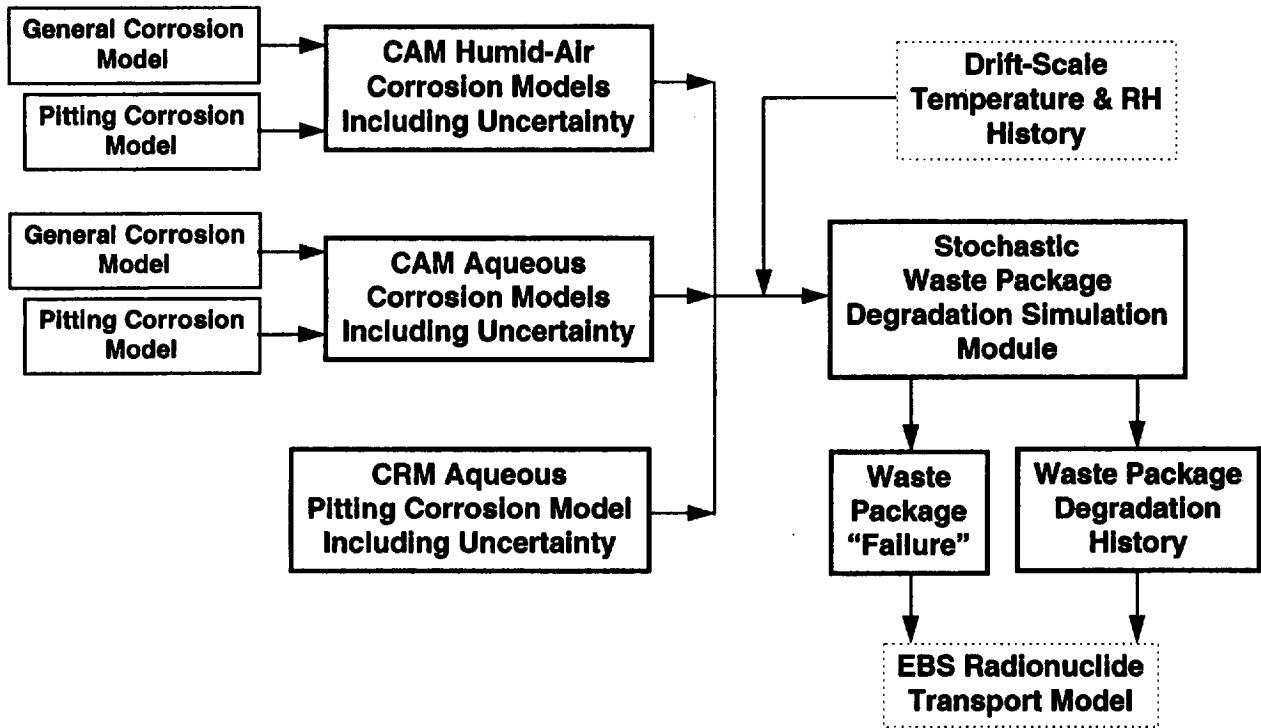 General Corrosion
Model
Pitting Corrosion
Model
CAM Humid-Air
Corrosion Models
Including Uncertainty
Drift-Scale
Temperature & RH
History
General Corrosion
Model
Pitting Corrosion
Model
CAM Aqueous
Corrosion Models
Including Uncertainty
Stochastic
Waste Package
Degradation Simulation
Module
CRM Aqueous
Pitting Corrosion Model
Including Uncertainty
Waste
Package
“Failure”
Waste Package
Degradation
History
EBS Radionuclide
Transport Model